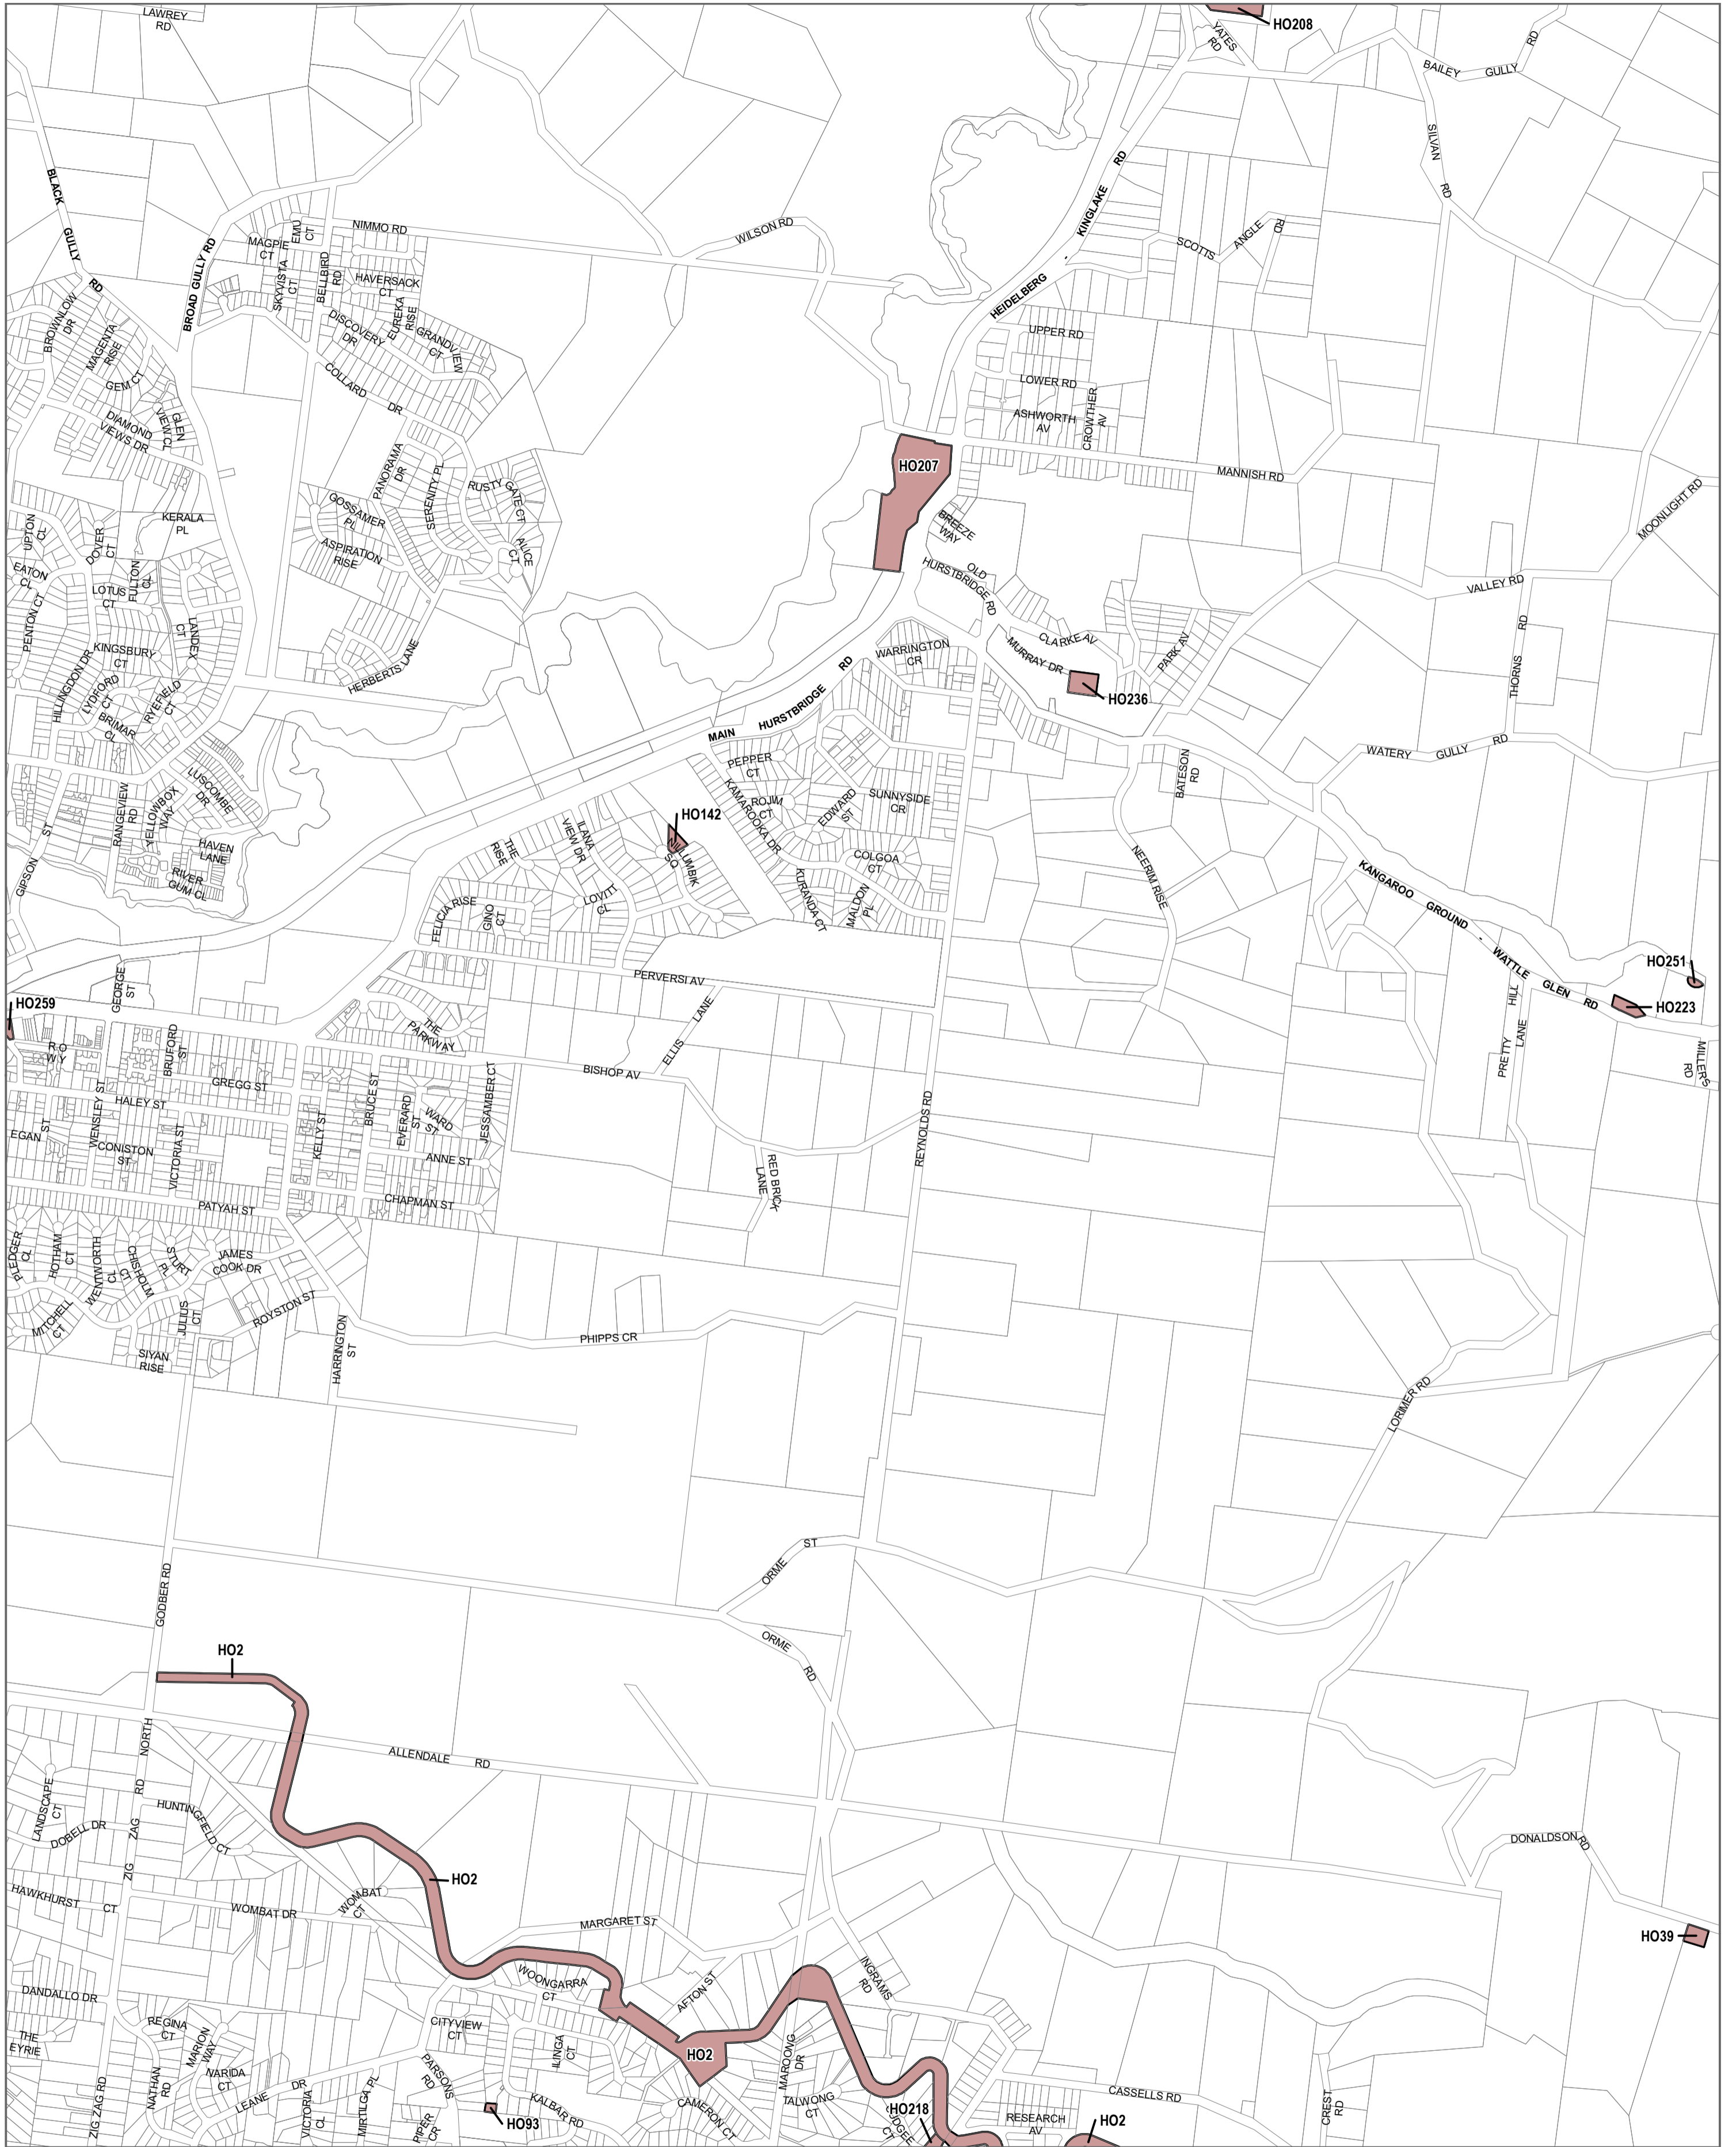 LAWREY
RD
HO208
YATES
RD
RD
BAILEY
GULLY
SILVAN
RD
BLACK
GULLY
RD
BROAD GULLY RD
MAGPIE
CT
EMU
CT
NIMMO RD
WILSON RD
KINGLAKE
RD
-
HEIDELBERG
SCOTTS
ANGLE
RD
SKYVISTA
CT
BELLBIRD
RD
HAVERSACK
CT
EUREKA
RISE
DISCOVERY
DR
GRANDVIEW
CT
BROWNLOW
DR
MAGENTA
RISE
GEM CT
DIAMOND
VIEWS DR
GLEN
VIEW CL
COLLARD
DR
UPPER RD
LOWER RD
ASHWORTH
AV
CROWTHER
AV
HO207
MANNISH RD
MOONLIGHT RD
PANORAMA
DR
SERENITY PL
RUSTY
GATE CT
GOSSAMER
PL
ASPIRATION
RISE
ALICE
CT
KERALA
PL
UPTON
CL
DOVER
CT
EATON
CL
FULTON
CL
LOTUS
CT
PENTON CT
LANDEX
CT
KINGSBURY
CT
HILLINGDON DR
LYDFORD
CT
RYEFIELD
CT
BRIMAR
CL
HERBERTS LANE
BREEZE
WAY
OLD
HURSTBRIDGE RD
CLARKE AV
MURRAY DR
PARK AV
HO236
VALLEY RD
THORNS
RD
WARRINGTON
CR
MAIN
HURSTBRIDGE
RD
WATERY
GULLY
RD
BATESON
RD
PEPPER
CT
KAMAROOKA DR
ROJIM
CT
EDWARD
ST
SUNNYSIDE
CR
COLGOA
CT
KURANDA CT
MALDON
PL
NEERIM RISE
LUSCOMBE
DR
RANGEVIEW
RD
YELLOWBOX
WAY
HAVEN
LANE
RIVER
GUM CL
GIPSON
ST
THE
RISE
ILANA
VIEW DR
HO142
NILLUMBIK
SQ
LOVITT
CL
FELICIA RISE
GINO
CT
KANGAROO
GROUND
-
WATTLE
GLEN
RD
HO251
HO223
PRETTY
HILL
LANE
MILLERS
RD
HO259
GEORGE
ST
PERVERSI AV
THE
PARKWAY
ELLIS
LANE
BISHOP AV
R O
W Y
BRUFORD
ST
GREGG ST
HALEY ST
WENSLEY ST
EGAN
ST
CONISTON
ST
VICTORIA ST
KELLY ST
BRUCE ST
EVERARD
ST
WARD
ST
JESSAMBER CT
ANNE ST
CHAPMAN ST
PATYAH ST
RED BRICK
LANE
REYNOLDS RD
PLEDGER
CL
HOTHAM
CT
WENTWORTH
CL
CHISHOLM
CT
STURT
PL
JAMES
COOK DR
MITCHELL
CT
JULIUS
CT
ROYSTON ST
SIYAN
RISE
HARRINGTON
ST
PHIPPS CR
LORIMER RD
ORME
ST
GODBER RD
ORME
RD
HO2
ALLENDALE
RD
NORTH
RD
ZAG
ZIG
LANDSCAPE
CT
DOBELL DR
HUNTINGFIELD CT
HO2
HAWKHURST
CT
WOMBAT DR
WOMBAT
CT
MARGARET ST
DONALDSON
RD
HO39
WOONGARRA
CT
AFTON ST
INGRAMS
RD
DANDALLO DR
THE
EYRIE
REGINA
CT
MARION
WAY
NARIDA
CT
NATHAN
RD
LEANE
DR
ZIG ZAG RD
VICTORIA
CL
MIRTILGA PL
CITYVIEW
CT
PARSONS
RD
PIPER
CR
HO93
ILINGA
CT
KALBAR RD
HO2
CAMERON CT
MAROONG
DR
TALWONG
CT
CT
HO218
RESEARCH
AV
HO2
CASSELLS RD
CREST
RD